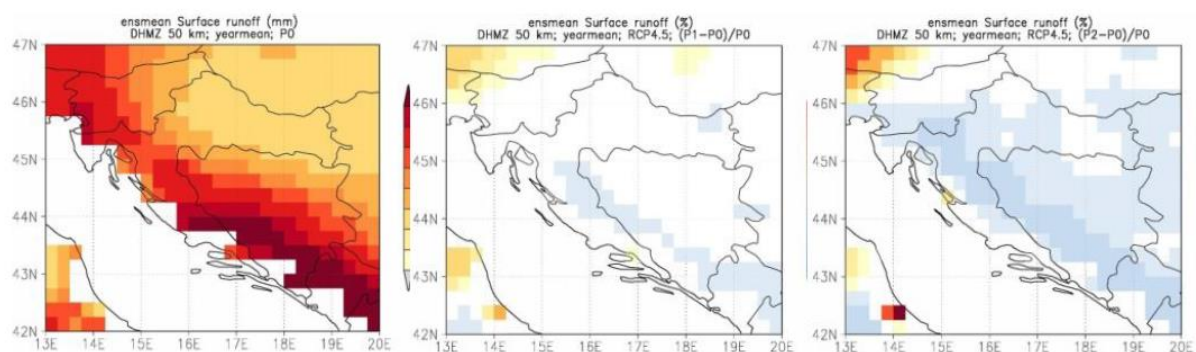 ensmean Surface runoff (mm)
DHMZ 50 km; yearmean; P0
47N
46N
45N
44N
43N
42N
13E 14E 15E 16E 17E 18E 19E 20E
ensmean Surface runoff (%)
DHMZ 50 km; yearmean; RCP4.5; (P1-P0)/P0
47N
46N
45N
44N
43N
42N
13E 14E 15E 16E 17E 18E 19E 20E
ensmean Surface runoff (%)
DHMZ 50 km; yearmean; RCP4.5; (P2-P0)/P0
47N
46N
45N
44N
43N
42N
13E 14E 15E 16E 17E 18E 19E 20E